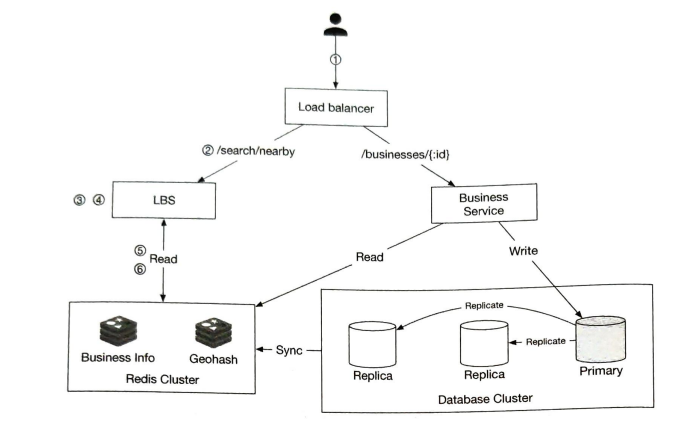 ①
Load balancer
② /search/nearby
/businesses/{:id}
③ ④
LBS
Business
Service
⑤
Read
⑥
Read
Write
Business Info
Geohash
Redis Cluster
Sync
Replicate
Replicate
Replica
Replica
Primary
Database Cluster